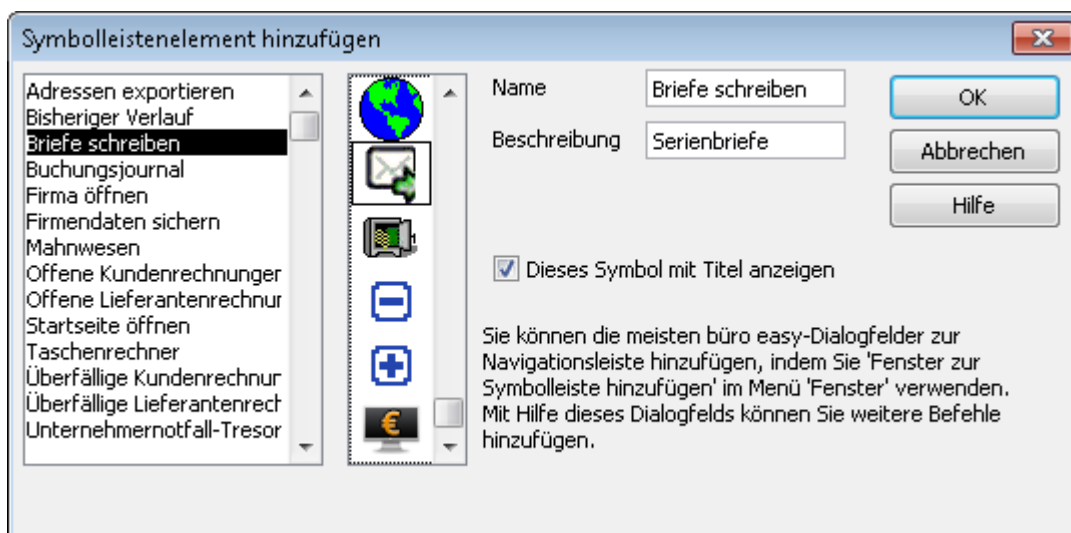 Symbolleistenelement hinzufügen
Adressen exportieren
Bisheriger Verlauf
Briefe schreiben
Buchungsjournal
Firma öffnen
Firmendaten sichern
Mahnwesen
Offene Kundenrechnunger
Offene Lieferantenrechnur
Startseite öffnen
Taschenrechner
Überfällige Kundenrechnur
Überfällige Lieferantenrech
Unternehmernotfall-Tresor
€
Name
Briefe schreiben
Beschreibung
Serienbriefe
OK
Abbrechen
Hilfe
Dieses Symbol mit Titel anzeigen
Sie können die meisten büro easy-Dialogfelder zur
Navigationsleiste hinzufügen, indem Sie 'Fenster zur
Symbolleiste hinzufügen' im Menü 'Fenster' verwenden.
Mit Hilfe dieses Dialogfelds können Sie weitere Befehle
hinzufügen.